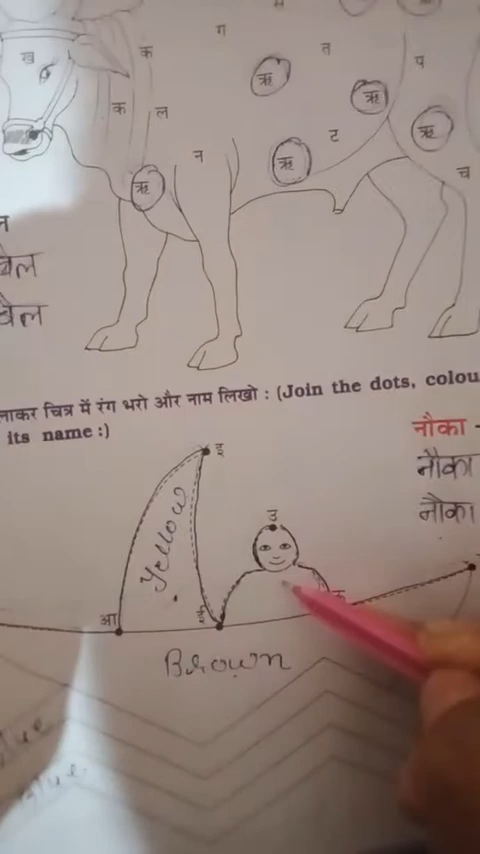 ग
त
ख
क
प
ऋ
ऋ
क
ल
ऋ
ट
न
ऋ
ऋ
च
बैल
बैल
लाकर चित्र में रंग भरो और नाम लिखो : (Join the dots, colou
its name:)
नौका -
इ
नौका
Yellow
उ
नौका
आ
ई
ऊ
Brown